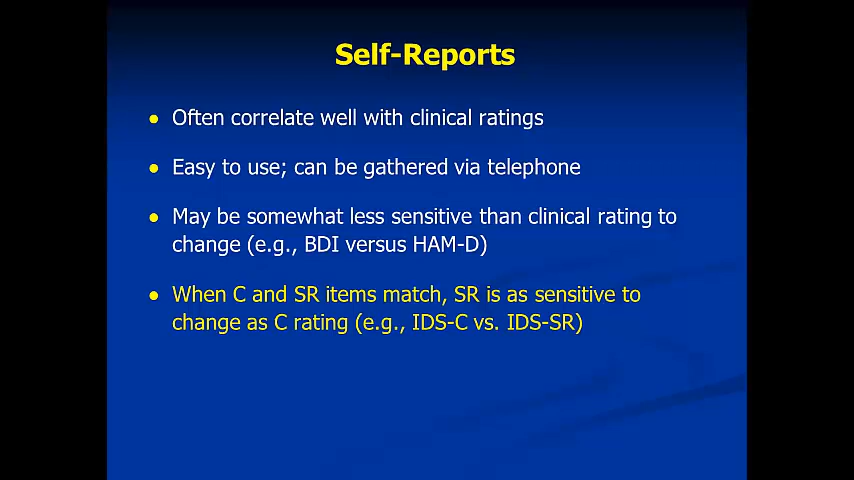 Self-Reports
• Often correlate well with clinical ratings
• Easy to use; can be gathered via telephone
• May be somewhat less sensitive than clinical rating to
change (e.g., BDI versus HAM-D)
• When C and SR items match, SR is as sensitive to
change as C rating (e.g., IDS-C vs. IDS-SR)